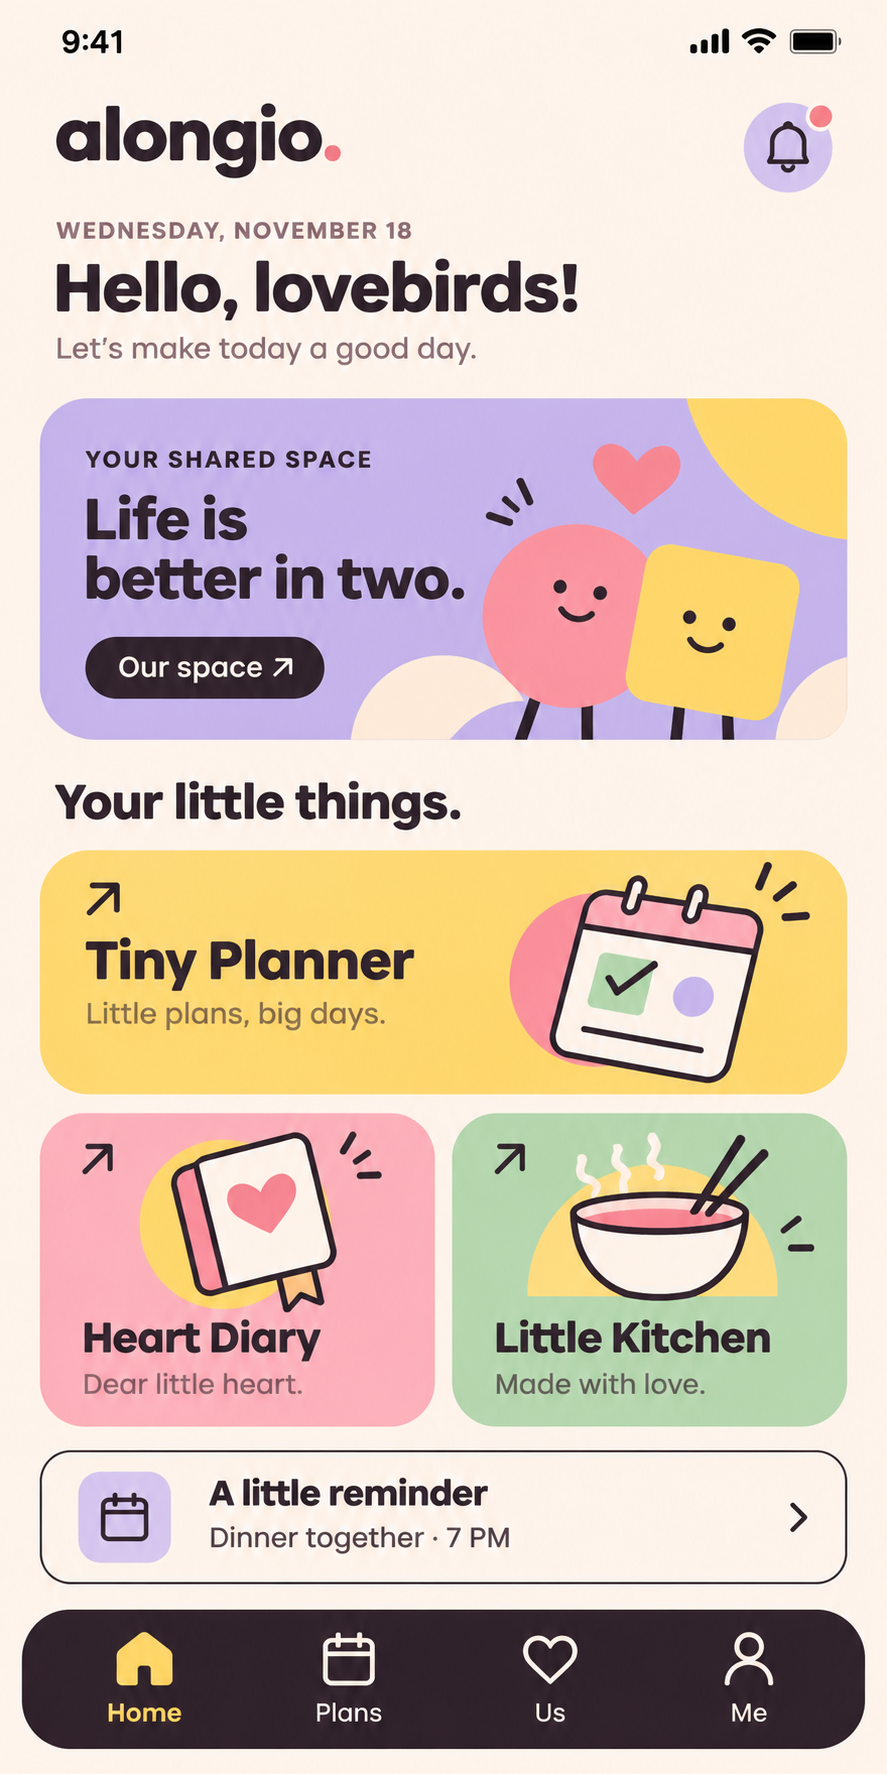 9:41
alongio.
WEDNESDAY, NOVEMBER 18
Hello, lovebirds!
Let's make today a good day.
YOUR SHARED SPACE
Life is
better in two.
Our space
Your little things.
Tiny Planner
Little plans, big days.
Heart Diary
Dear little heart.
Little Kitchen
Made with love.
A little reminder
Dinner together · 7 PM
Home
Plans
Us
Me